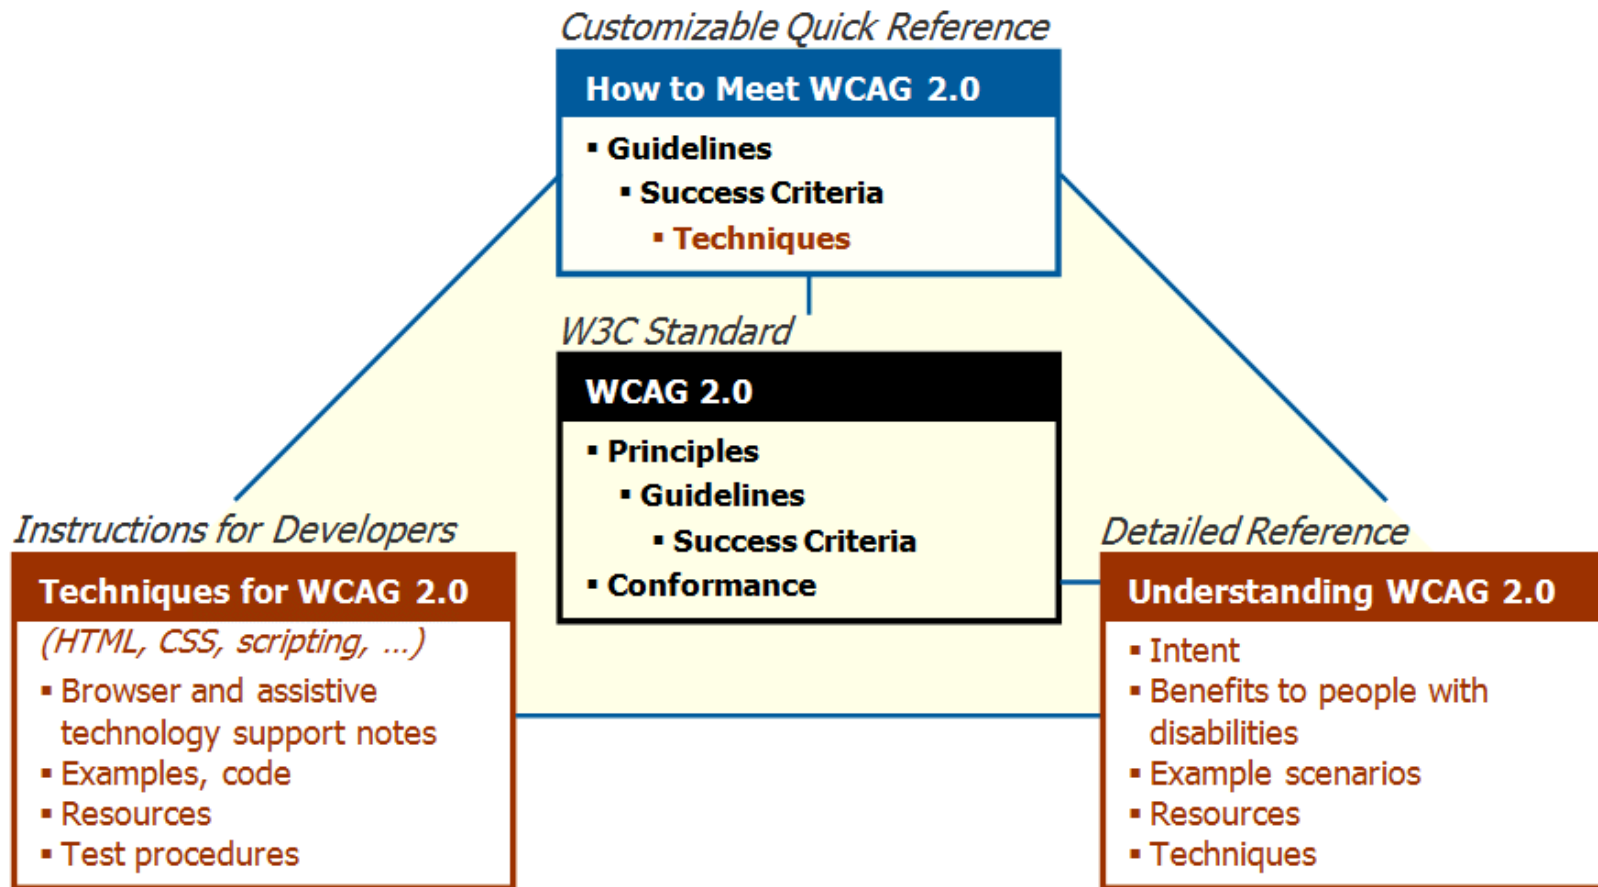 Customizable Quick Reference
How to Meet WCAG 2.0
▪ Guidelines
▪ Success Criteria
▪ Techniques
W3C Standard
WCAG 2.0
▪ Principles
▪ Guidelines
▪ Success Criteria
▪ Conformance
Instructions for Developers
Techniques for WCAG 2.0
(HTML, CSS, scripting, ...)
▪ Browser and assistive
technology support notes
▪ Examples, code
▪ Resources
▪ Test procedures
Detailed Reference
Understanding WCAG 2.0
▪ Intent
▪ Benefits to people with
disabilities
▪ Example scenarios
▪ Resources
▪ Techniques